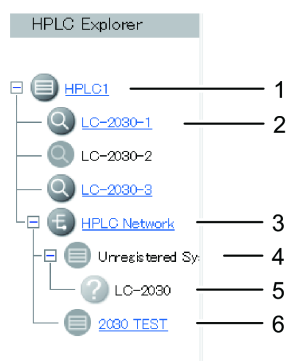 HPLC Explorer
HPLC1 1
LC-2030-1 2
LC-2030-2
LC-2030-3
HPLC Network 3
Unregistered Sy 4
? LC-2030 5
2030 TEST 6